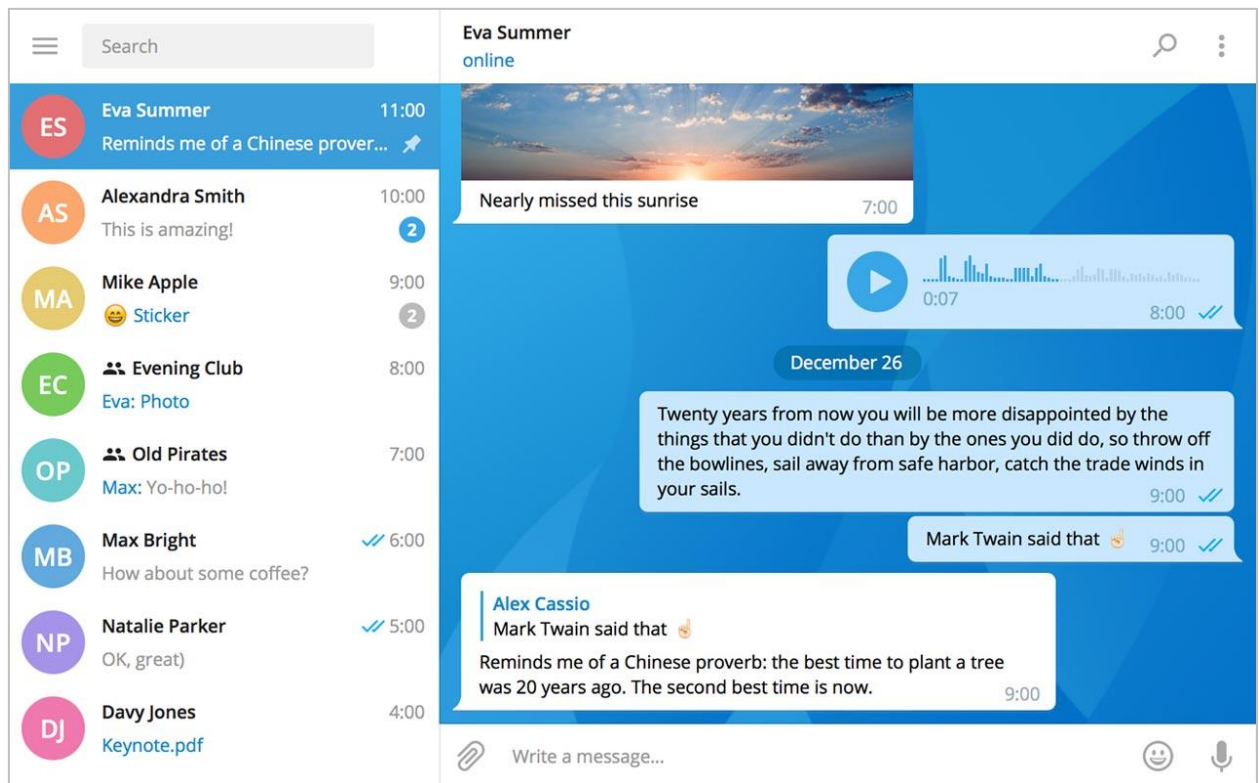 Search
Eva Summer
11:00
Reminds me of a Chinese prover...
Alexandra Smith
10:00
This is amazing!
2
Mike Apple
9:00
😄 Sticker
2
Evening Club
8:00
Eva: Photo
Old Pirates
7:00
Max: Yo-ho-ho!
Max Bright
6:00
How about some coffee?
Natalie Parker
5:00
OK, great)
Davy Jones
4:00
Keynote.pdf
ES
AS
MA
EC
OP
MB
NP
DJ
Eva Summer
online
Nearly missed this sunrise
7:00
0:07
8:00
December 26
Twenty years from now you will be more disappointed by the
things that you didn't do than by the ones you did do, so throw off
the bowlines, sail away from safe harbor, catch the trade winds in
your sails.
9:00
Mark Twain said that ☝🏻
9:00
Alex Cassio
Mark Twain said that ☝🏻
Reminds me of a Chinese proverb: the best time to plant a tree
was 20 years ago. The second best time is now.
9:00
Write a message...